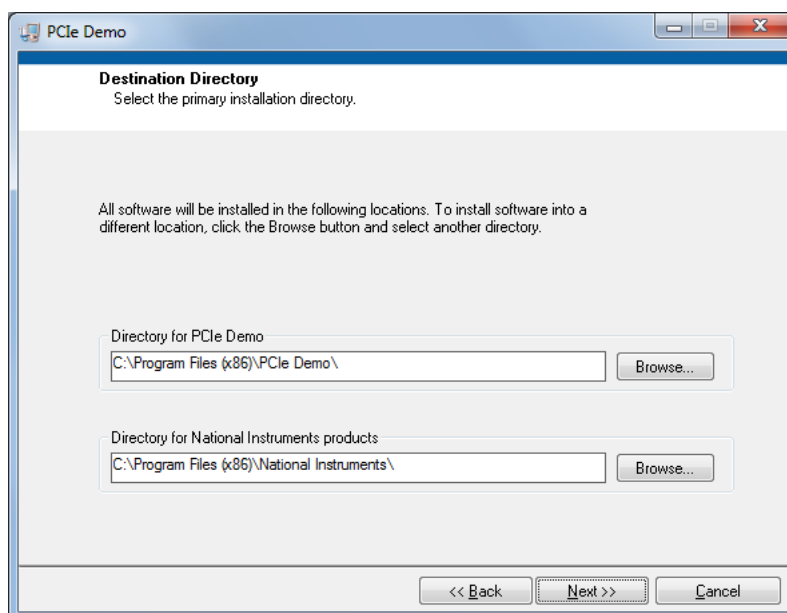 PCIe Demo
Destination Directory
Select the primary installation directory.
All software will be installed in the following locations. To install software into a
different location, click the Browse button and select another directory.
Directory for PCIe Demo
C:\Program Files (x86)\PCIe Demo\
Browse...
Directory for National Instruments products
C:\Program Files (x86)\National Instruments\
Browse...
<< Back
Next >>
Cancel